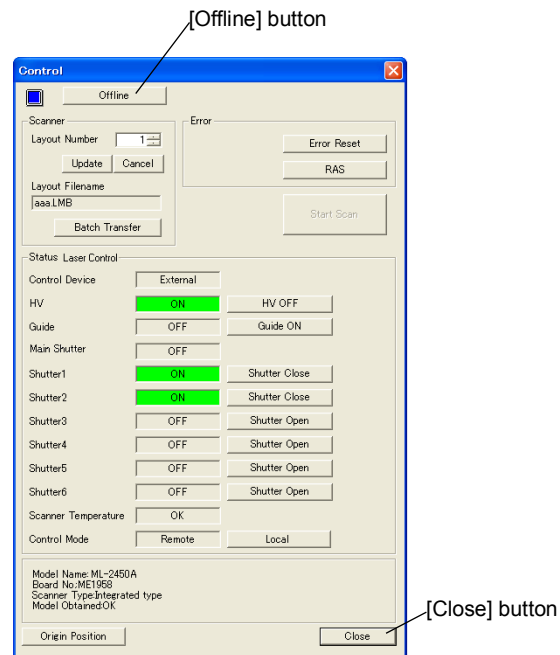 [Offline] button
Control
Offline
Scanner
Layout Number 1
Update Cancel
Layout Filename
aaa.LMB
Batch Transfer
Error
Error Reset
RAS
Start Scan
Status Laser Control
Control Device External
HV ON HV OFF
Guide OFF Guide ON
Main Shutter OFF
Shutter1 ON Shutter Close
Shutter2 ON Shutter Close
Shutter3 OFF Shutter Open
Shutter4 OFF Shutter Open
Shutter5 OFF Shutter Open
Shutter6 OFF Shutter Open
Scanner Temperature OK
Control Mode Remote Local
Model Name: ML-2450A
Board No.:ME1958
Scanner Type:Integrated type
Model Obtained:OK
[Close] button
Origin Position Close